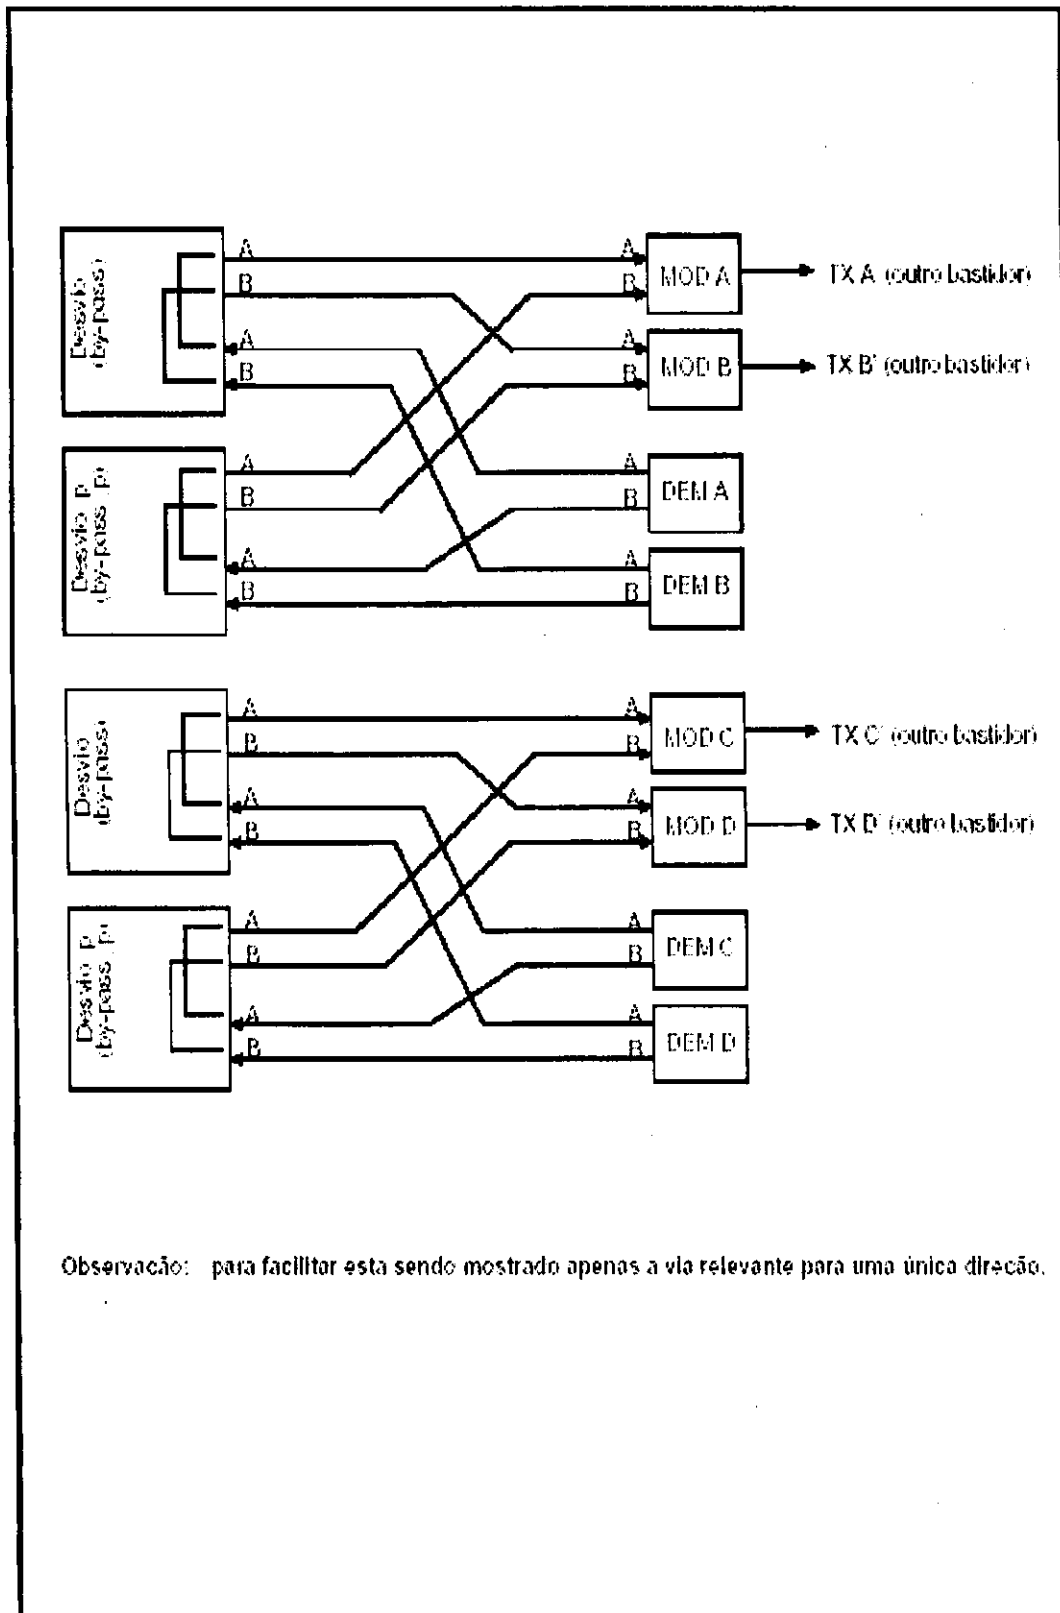 Desvio
(by-pass)
A
B
A
B
A
B
MOD A
TX A (outro bastidor)
A
B
MOD B
TX B' (outro bastidor)
Desvio p
(by-pass p)
A
B
A
B
A
B
DEM A
A
B
DEM B
Desvio
(by-pass)
A
B
A
B
A
B
MOD C
TX C' (outro bastidor)
A
B
MOD D
TX D' (outro bastidor)
Desvio p
(by-pass p)
A
B
A
B
A
B
DEM C
A
B
DEM D
Observacão: para facilitar esta sendo mostrado apenas a via relevante para uma única direcão.